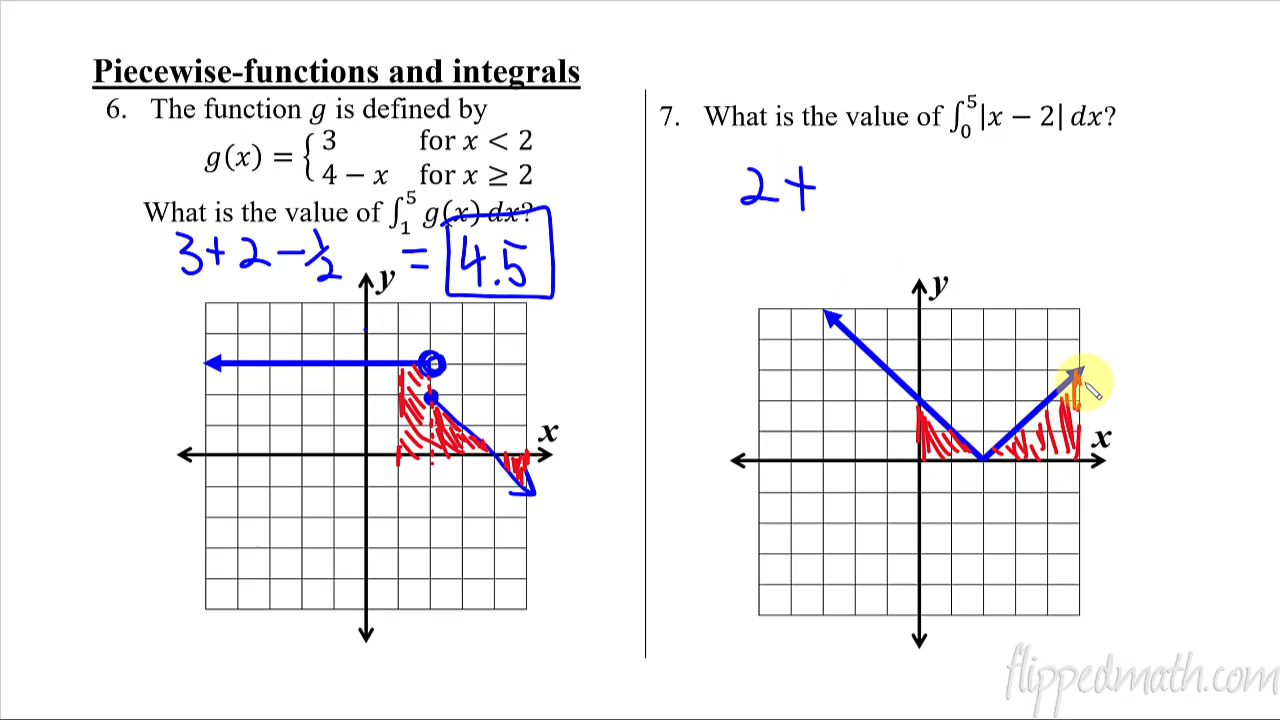 Piecewise-functions and integrals
6. The function g is defined by
g(x) = { 3 for x < 2
4 − x for x ≥ 2
What is the value of ∫₁⁵ g(x) dx?
3 + 2 − 1/2 = 4.5
y
x
7. What is the value of ∫₀⁵|x − 2| dx?
2 +
y
x
flippedmath.com